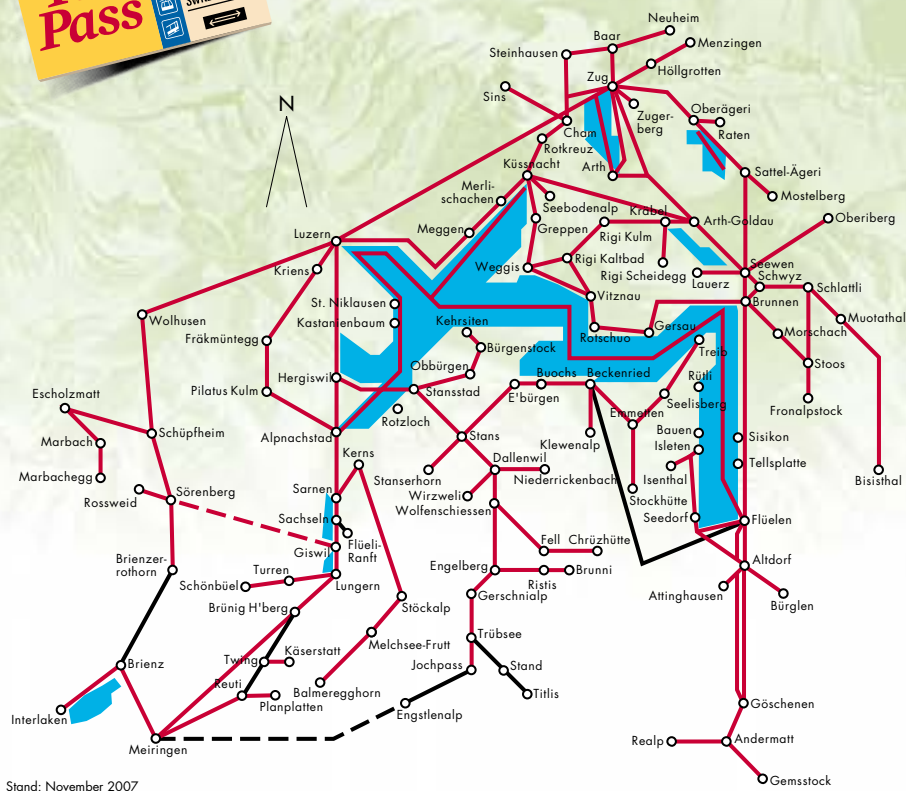 Pass
N
Neuheim
Baar
Menzingen
Steinhausen
Höllgrotten
Zug
Sins
Zuger-
berg
Oberägeri
Raten
Cham
Rotkreuz
Küssnacht
Arth
Sattel-Ägeri
Merli-
schachen
Mostelberg
Seebodenalp
Krabel
Arth-Goldau
Oberiberg
Greppen
Meggen
Rigi Kulm
Luzern
Rigi Kaltbad
Weggis
Rigi Scheidegg
Lauerz
Seewen
Schwyz
Kriens
Schlattli
St. Niklausen
Vitznau
Brunnen
Wolhusen
Kastanienbaum
Kehrsiten
Rotschuo
Gersau
Morschach
Muotathal
Fräkmüntegg
Bürgenstock
Treib
Obbürgen
Stoos
Hergiswil
Buochs
Beckenried
Rütli
Pilatus Kulm
Stansstad
E'bürgen
Seelisberg
Fronalpstock
Escholzmatt
Rotzloch
Emmetten
Schüpfheim
Alpnachstad
Stans
Klewenalp
Bauen
Sisikon
Marbach
Isleten
Kerns
Dallenwil
Tellsplatte
Marbachegg
Stanserhorn
Niederrickenbach
Isenthal
Bisisthal
Rossweid
Sörenberg
Sarnen
Wirzweli
Wolfenschiessen
Stockhütte
Sachseln
Seedorf
Flüelen
Flüeli-
Ranft
Giswil
Fell
Chrüzhütte
Brienzer-
rothorn
Turren
Engelberg
Altdorf
Schönbüel
Lungern
Ristis
Brunni
Gerschnialp
Attinghausen
Bürglen
Brünig H'berg
Stöckalp
Trübsee
Käserstatt
Melchsee-Frutt
Twing
Brienz
Jochpass
Stand
Reuti
Planplatten
Balmeregghorn
Titlis
Interlaken
Engstlenalp
Göschenen
Meiringen
Realp
Andermatt
Gemsstock
Stand: November 2007